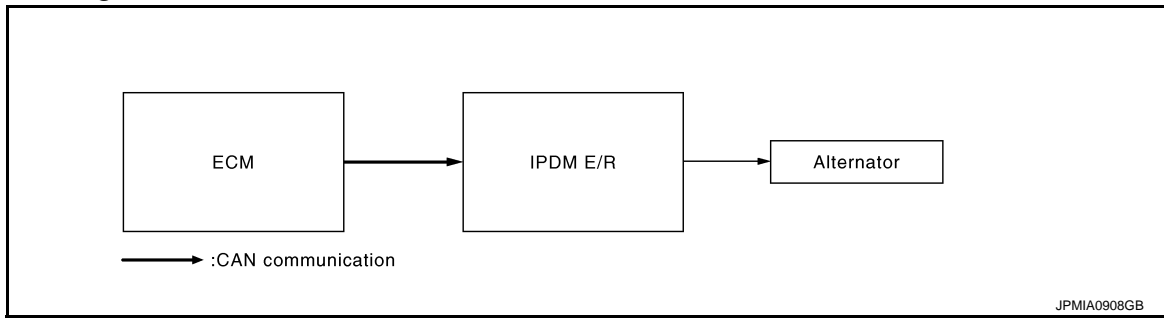 ECM
IPDM E/R
Alternator
:CAN communication
JPMIA0908GB